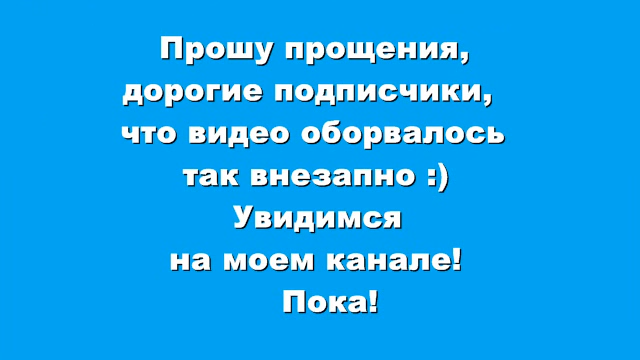 Прошу прощения,
дорогие подписчики,
что видео оборвалось
так внезапно :)
Увидимся
на моем канале!
Пока!